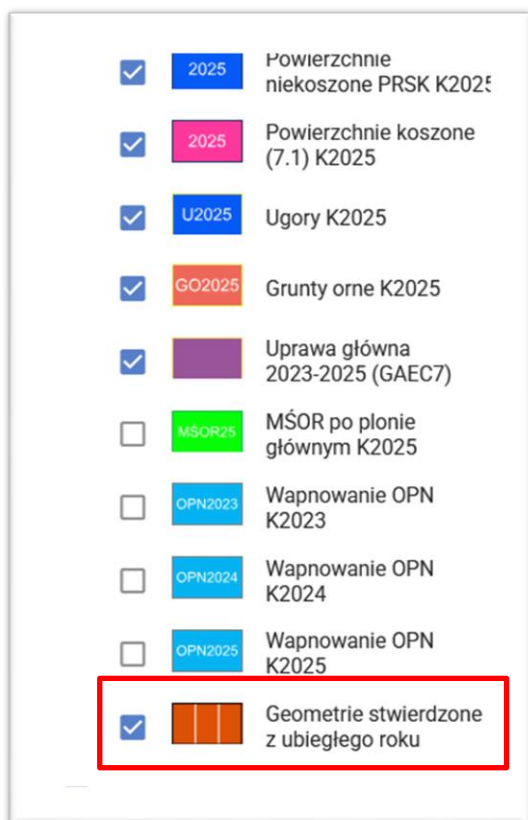 2025
Powierzchnie
niekoszone PRSK K2025
2025
Powierzchnie koszone
(7.1) K2025
U2025
Ugory K2025
GO2025
Grunty orne K2025
Uprawa główna
2023-2025 (GAEC7)
MŚOR25
MŚOR po plonie
głównym K2025
OPN2023
Wapnowanie OPN
K2023
OPN2024
Wapnowanie OPN
K2024
OPN2025
Wapnowanie OPN
K2025
Geometrie stwierdzone
z ubiegłego roku